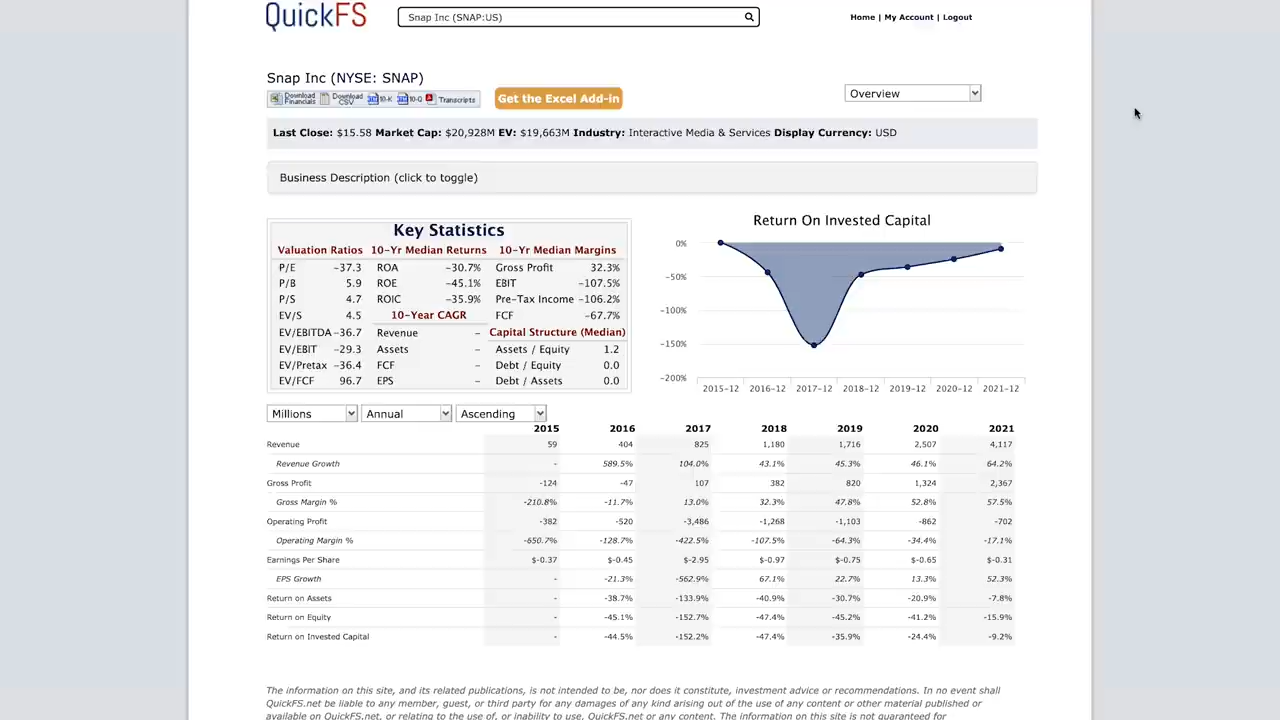 QuickFS
Snap Inc (SNAP:US)
Home | My Account | Logout
Snap Inc (NYSE: SNAP)
Download Financials Download CSV 10-K 10-Q Transcripts
Get the Excel Add-in
Overview
Last Close: $15.58 Market Cap: $20,928M EV: $19,663M Industry: Interactive Media & Services Display Currency: USD
Business Description (click to toggle)
Key Statistics
Valuation Ratios 10-Yr Median Returns 10-Yr Median Margins
P/E -37.3 ROA -30.7% Gross Profit 32.3%
P/B 5.9 ROE -45.1% EBIT -107.5%
P/S 4.7 ROIC -35.9% Pre-Tax Income -106.2%
EV/S 4.5 10-Year CAGR FCF -67.7%
EV/EBITDA -36.7 Revenue - Capital Structure (Median)
EV/EBIT -29.3 Assets - Assets / Equity 1.2
EV/Pretax -36.4 FCF - Debt / Equity 0.0
EV/FCF 96.7 EPS - Debt / Assets 0.0
Return On Invested Capital
0%
-50%
-100%
-150%
-200%
2015-12 2016-12 2017-12 2018-12 2019-12 2020-12 2021-12
Millions Annual Ascending
2015 2016 2017 2018 2019 2020 2021
Revenue 59 404 825 1,180 1,716 2,507 4,117
Revenue Growth - 589.5% 104.0% 43.1% 45.3% 46.1% 64.2%
Gross Profit -124 -47 107 382 820 1,324 2,367
Gross Margin % -210.8% -11.7% 13.0% 32.3% 47.8% 52.8% 57.5%
Operating Profit -382 -520 -3,486 -1,268 -1,103 -862 -702
Operating Margin % -650.7% -128.7% -422.5% -107.5% -64.3% -34.4% -17.1%
Earnings Per Share $-0.37 $-0.45 $-2.95 $-0.97 $-0.75 $-0.65 $-0.31
EPS Growth - -21.3% -562.9% 67.1% 22.7% 13.3% 52.3%
Return on Assets - -38.7% -133.9% -40.9% -30.7% -20.9% -7.8%
Return on Equity - -45.1% -152.7% -47.4% -45.2% -41.2% -15.9%
Return on Invested Capital - -44.5% -152.2% -47.4% -35.9% -24.4% -9.2%
The information on this site, and its related publications, is not intended to be, nor does it constitute, investment advice or recommendations. In no event shall
QuickFS.net be liable to any member, guest, or third party for any damages of any kind arising out of the use of any content or other material published or
available on QuickFS.net, or relating to the use of, or inability to use, QuickFS.net or any content. The information on this site is not guaranteed for